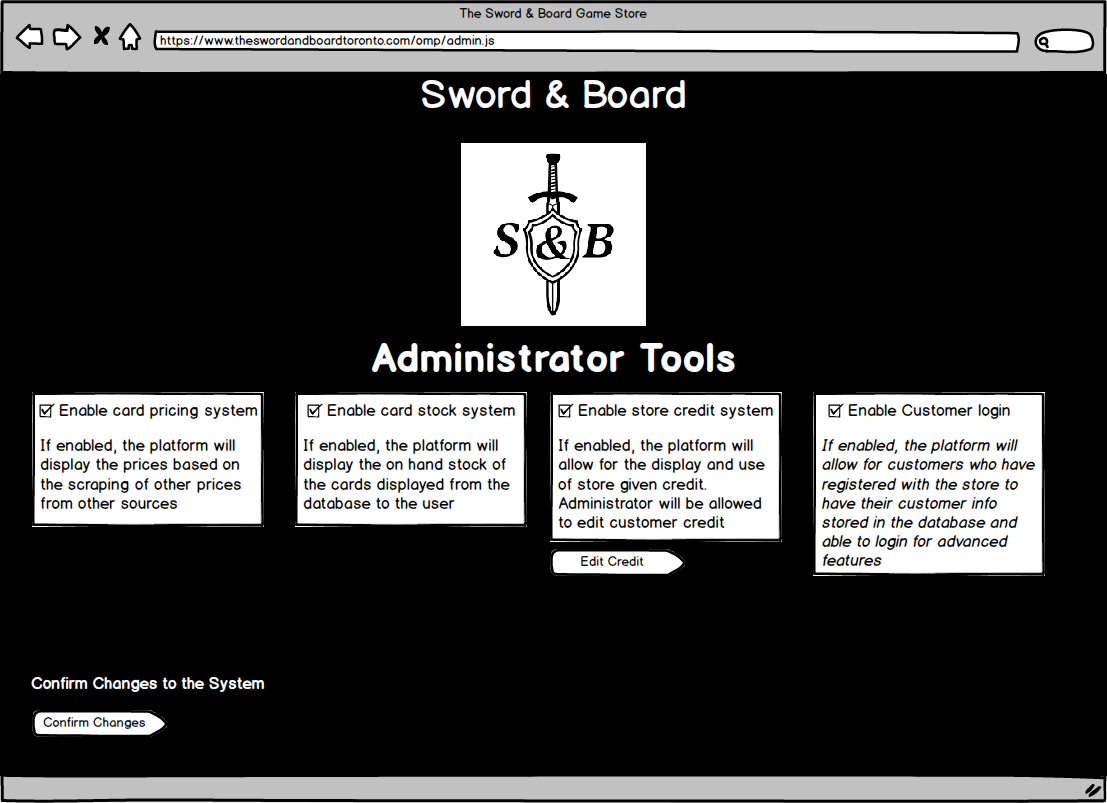 The Sword & Board Game Store
https://www.theswordandboardtoronto.com/omp/admin.js
Sword & Board
S & B
Administrator Tools
Enable card pricing system
If enabled, the platform will
display the prices based on
the scraping of other prices
from other sources
Enable card stock system
If enabled, the platform will
display the on hand stock of
the cards displayed from the
database to the user
Enable store credit system
If enabled, the platform will
allow for the display and use
of store given credit.
Administrator will be allowed
to edit customer credit
Edit Credit
Enable Customer login
If enabled, the platform will
allow for customers who have
registered with the store to
have their customer info
stored in the database and
able to login for advanced
features
Confirm Changes to the System
Confirm Changes